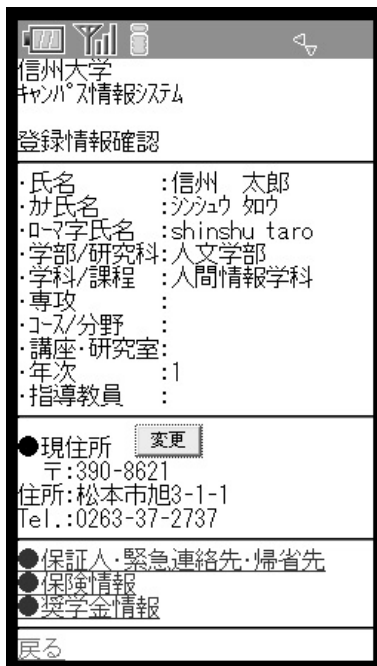 信州大学
ｷｬﾝﾊﾟｽ情報ｼｽﾃﾑ
登録情報確認
･氏名　　　:信州　太郎
･ｶﾅ氏名　　:ｼﾝｼｭｳ ﾀﾛｳ
･ﾛｰﾏ字氏名　:shinshu taro
･学部/研究科:人文学部
･学科/課程　:人間情報学科
･専攻　　　:
･ｺｰｽ/分野　:
･講座･研究室:
･年次　　　:1
･指導教員　:
●現住所 変更
〒:390-8621
住所:松本市旭3-1-1
Tel.:0263-37-2737
●保証人･緊急連絡先･帰省先
●保険情報
●奨学金情報
戻る